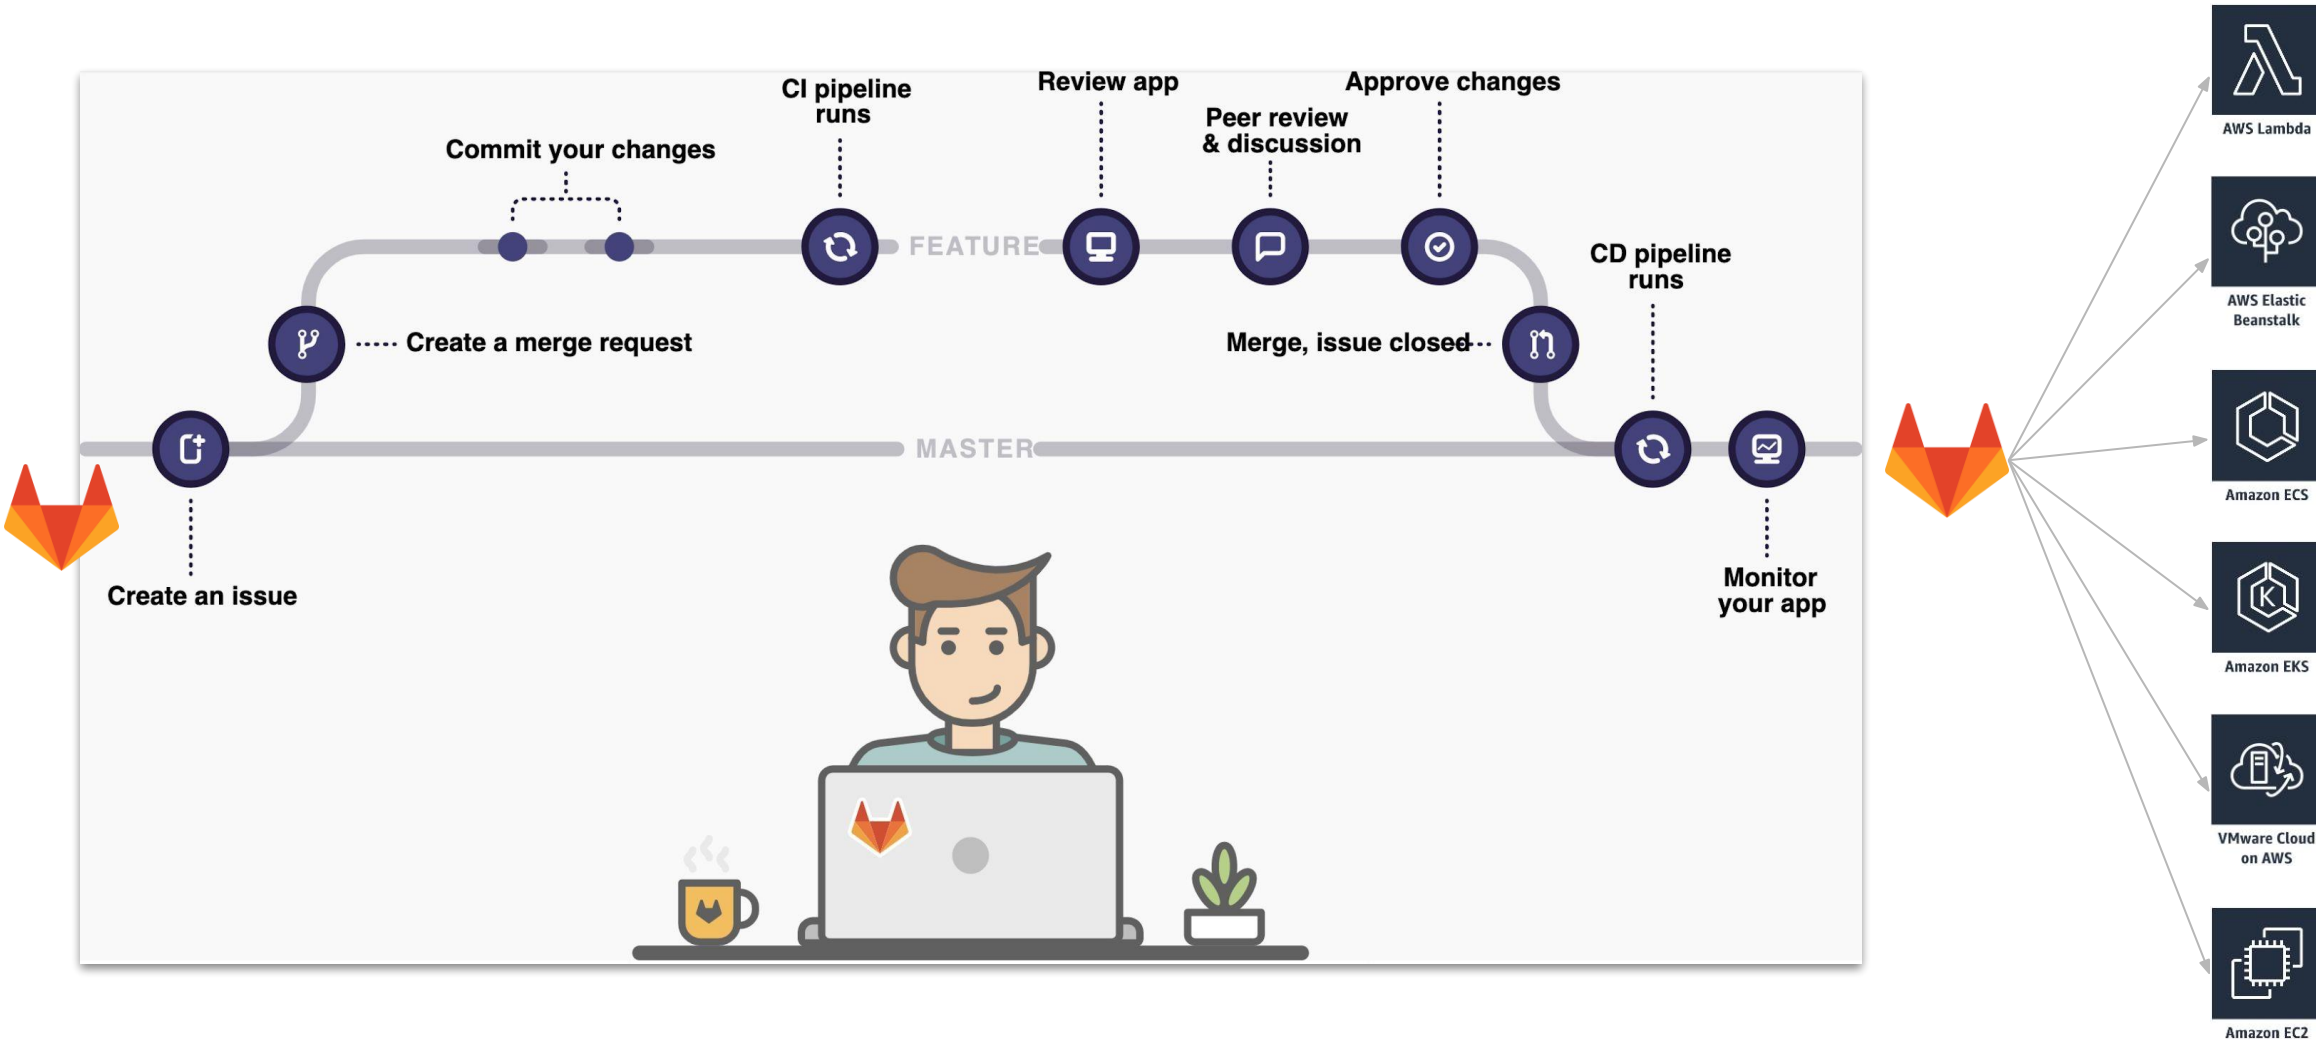 CI pipeline
runs
Review app
Approve changes
Peer review
& discussion
Commit your changes
FEATURE
CD pipeline
runs
Create a merge request
Merge, issue closed
MASTER
Create an issue
Monitor
your app
AWS Lambda
AWS Elastic
Beanstalk
Amazon ECS
K
Amazon EKS
VMware Cloud
on AWS
Amazon EC2